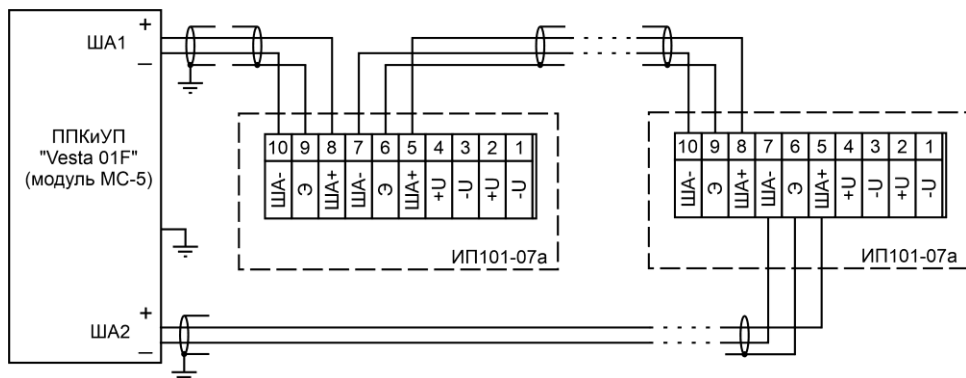 +
ША1
–
ППКиУП
"Vesta 01F"
(модуль МС-5)
10 9 8 7 6 5 4 3 2 1
ША- Э ША+ ША- Э ША+ +U -U +U -U
ИП101-07а
10 9 8 7 6 5 4 3 2 1
ША- Э ША+ ША- Э ША+ +U -U +U -U
ИП101-07а
+
ША2
–